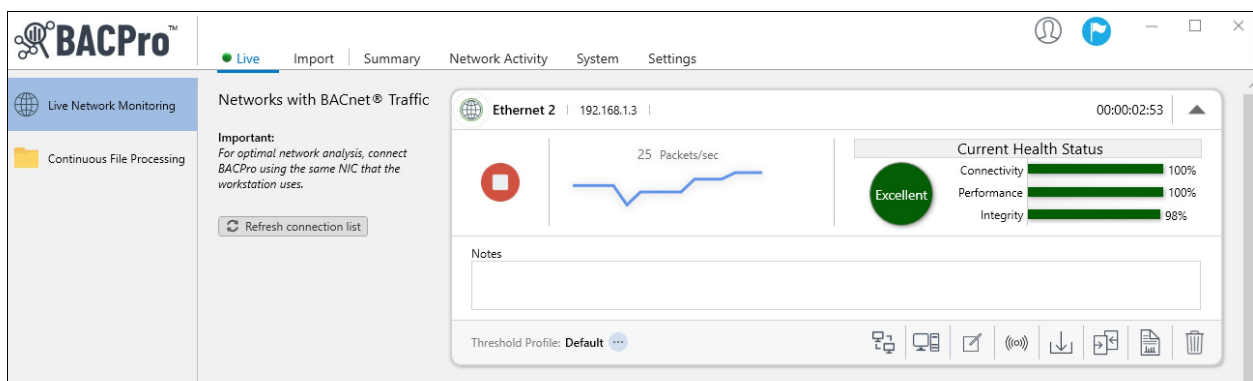 BACPro™
Live Import Summary Network Activity System Settings
Live Network Monitoring
Continuous File Processing
Networks with BACnet® Traffic
Important:
For optimal network analysis, connect
BACPro using the same NIC that the
workstation uses.
Refresh connection list
Ethernet 2 | 192.168.1.3 | 00:00:02:53
25 Packets/sec
Current Health Status
Excellent
Connectivity 100%
Performance 100%
Integrity 98%
Notes
Threshold Profile: Default ...